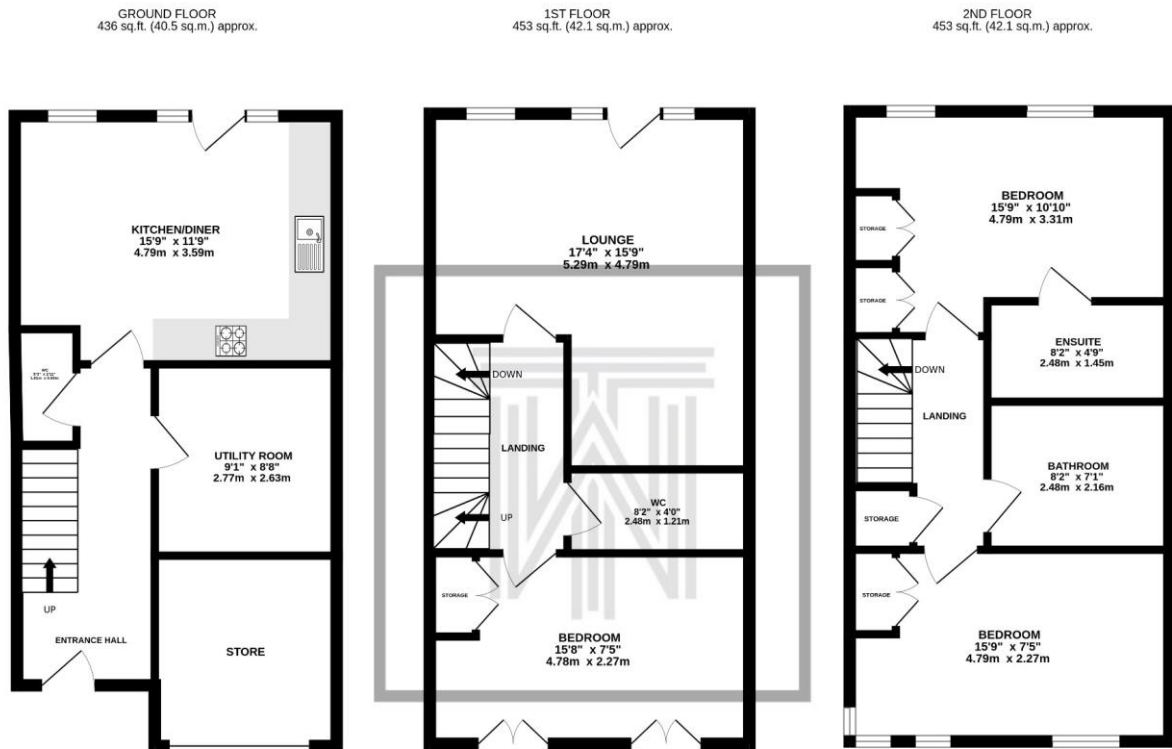 GROUND FLOOR
436 sq.ft. (40.5 sq.m.) approx.
KITCHEN/DINER
15'9" x 11'9"
4.79m x 3.59m
WC
UTILITY ROOM
9'1" x 8'8"
2.77m x 2.63m
UP
ENTRANCE HALL
STORE
1ST FLOOR
453 sq.ft. (42.1 sq.m.) approx.
LOUNGE
17'4" x 15'9"
5.29m x 4.79m
DOWN
LANDING
WC
8'2" x 4'0"
2.48m x 1.21m
UP
STORAGE
BEDROOM
15'8" x 7'5"
4.78m x 2.27m
2ND FLOOR
453 sq.ft. (42.1 sq.m.) approx.
BEDROOM
15'9" x 10'10"
4.79m x 3.31m
STORAGE
STORAGE
ENSUITE
8'2" x 4'9"
2.48m x 1.45m
DOWN
LANDING
BATHROOM
8'2" x 7'1"
2.48m x 2.16m
STORAGE
STORAGE
BEDROOM
15'9" x 7'5"
4.79m x 2.27m